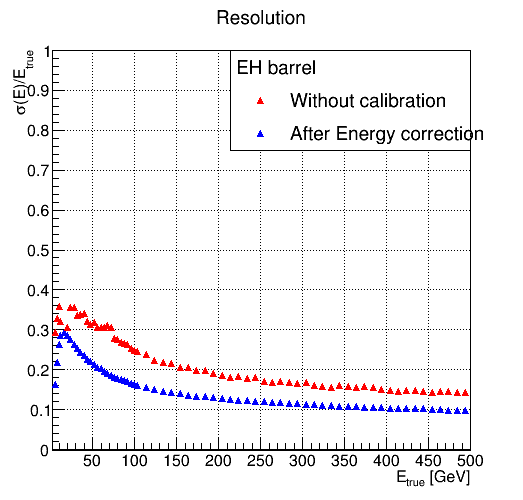 Resolution
σ(E)/E_true
EH barrel
Without calibration
After Energy correction
1
0.9
0.8
0.7
0.6
0.5
0.4
0.3
0.2
0.1
0
50 100 150 200 250 300 350 400 450 500
E_true [GeV]